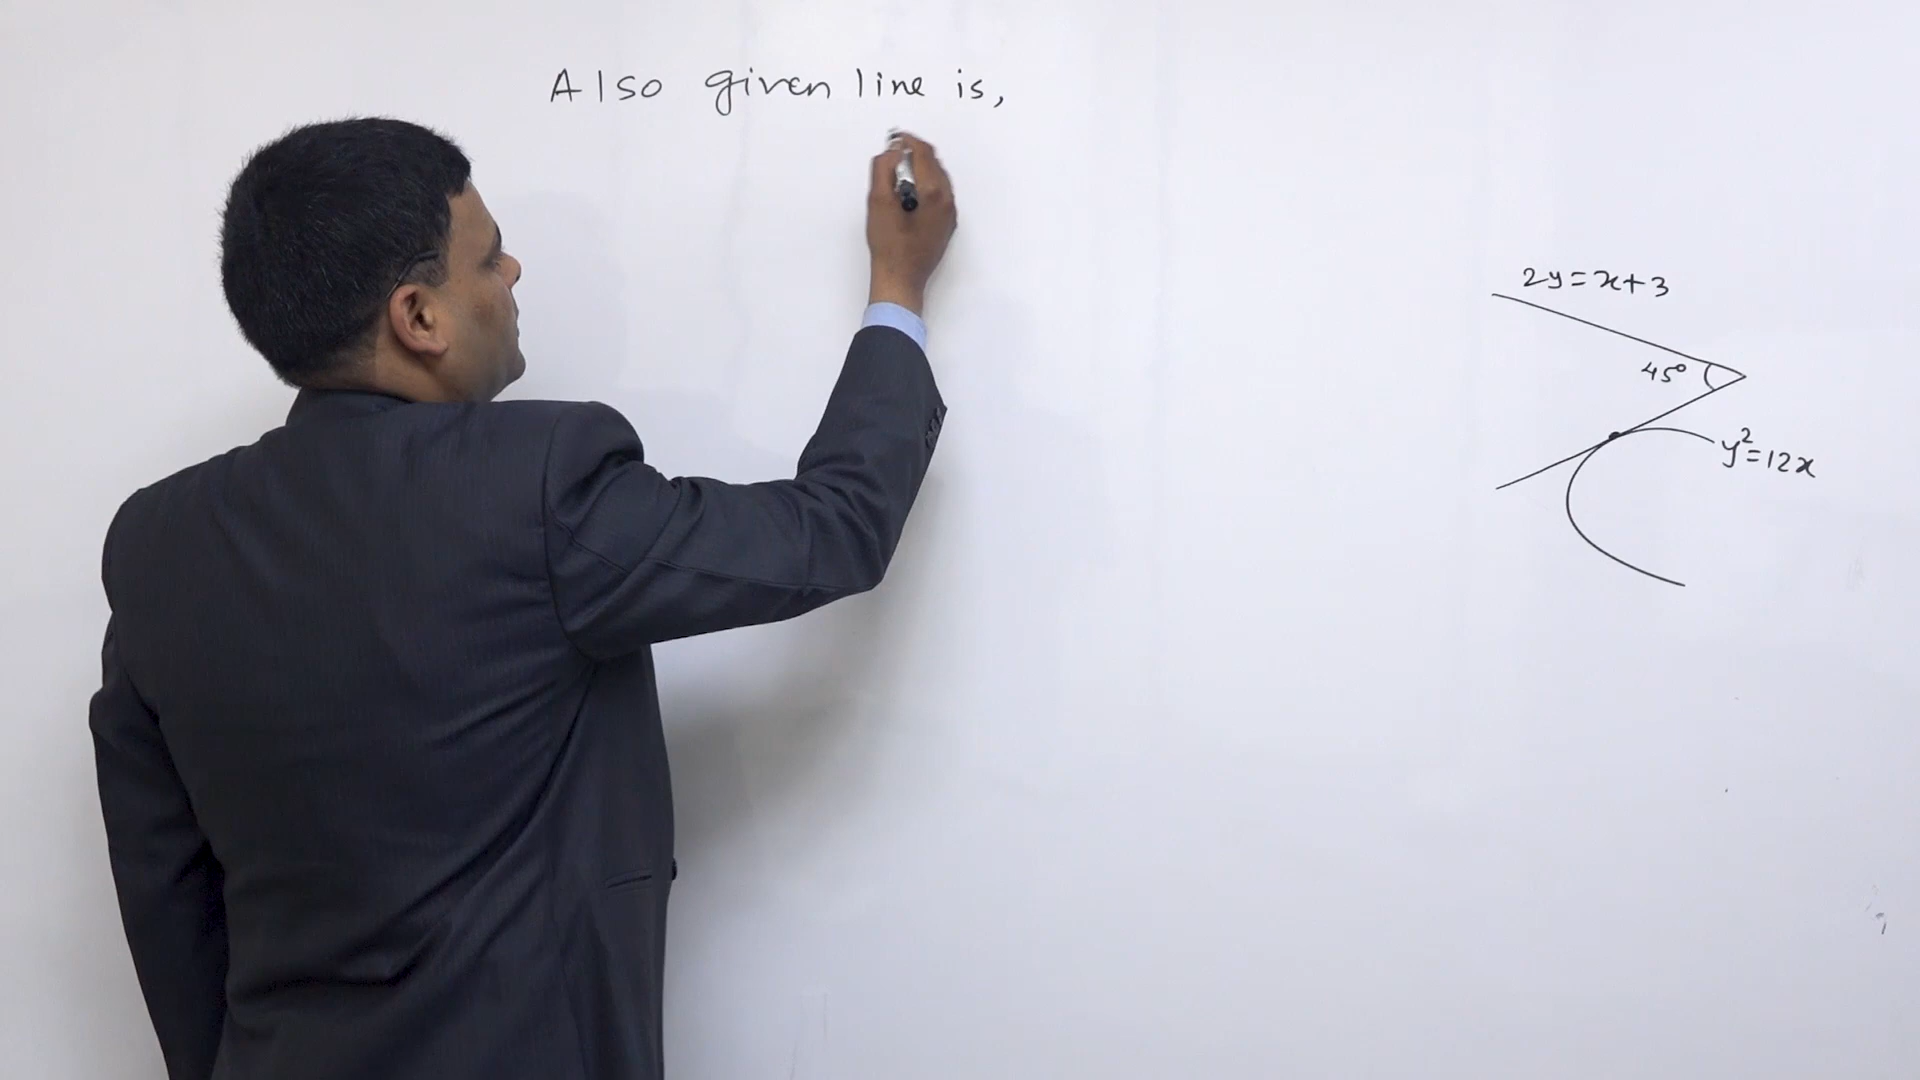 Also given line is,
2y=x+3
45°
y²=12x